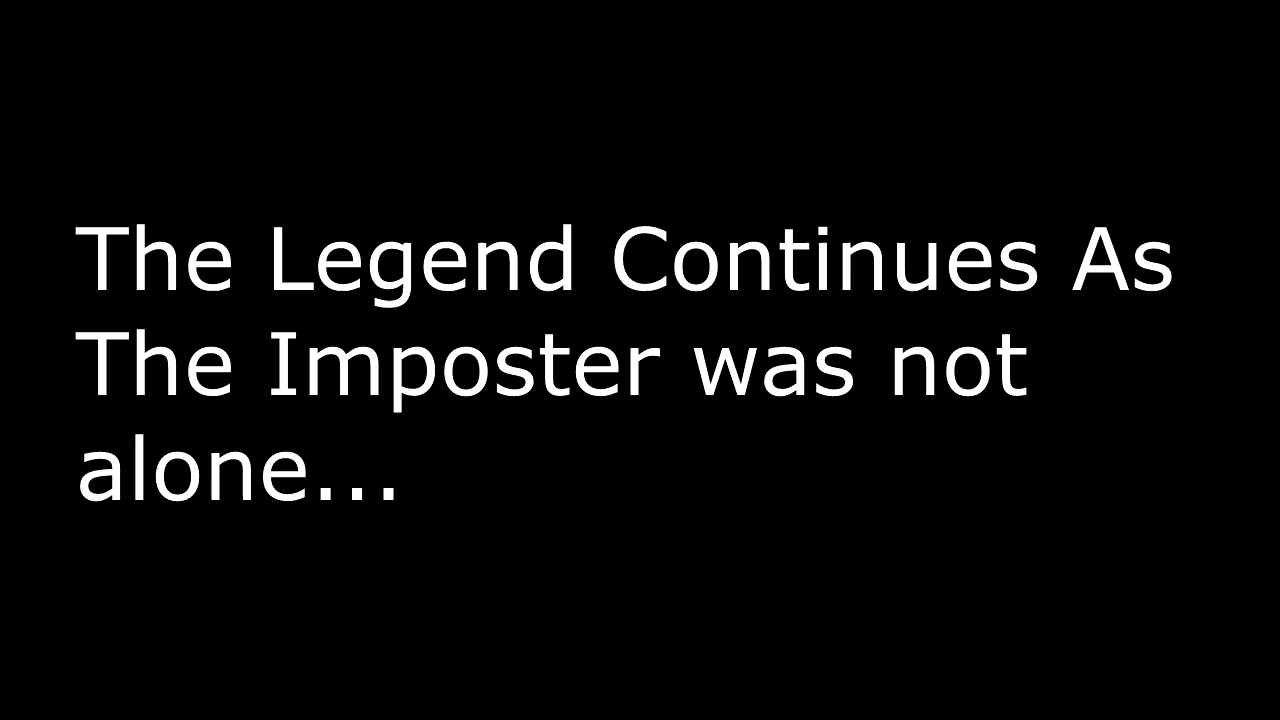 The Legend Continues As
The Imposter was not
alone...